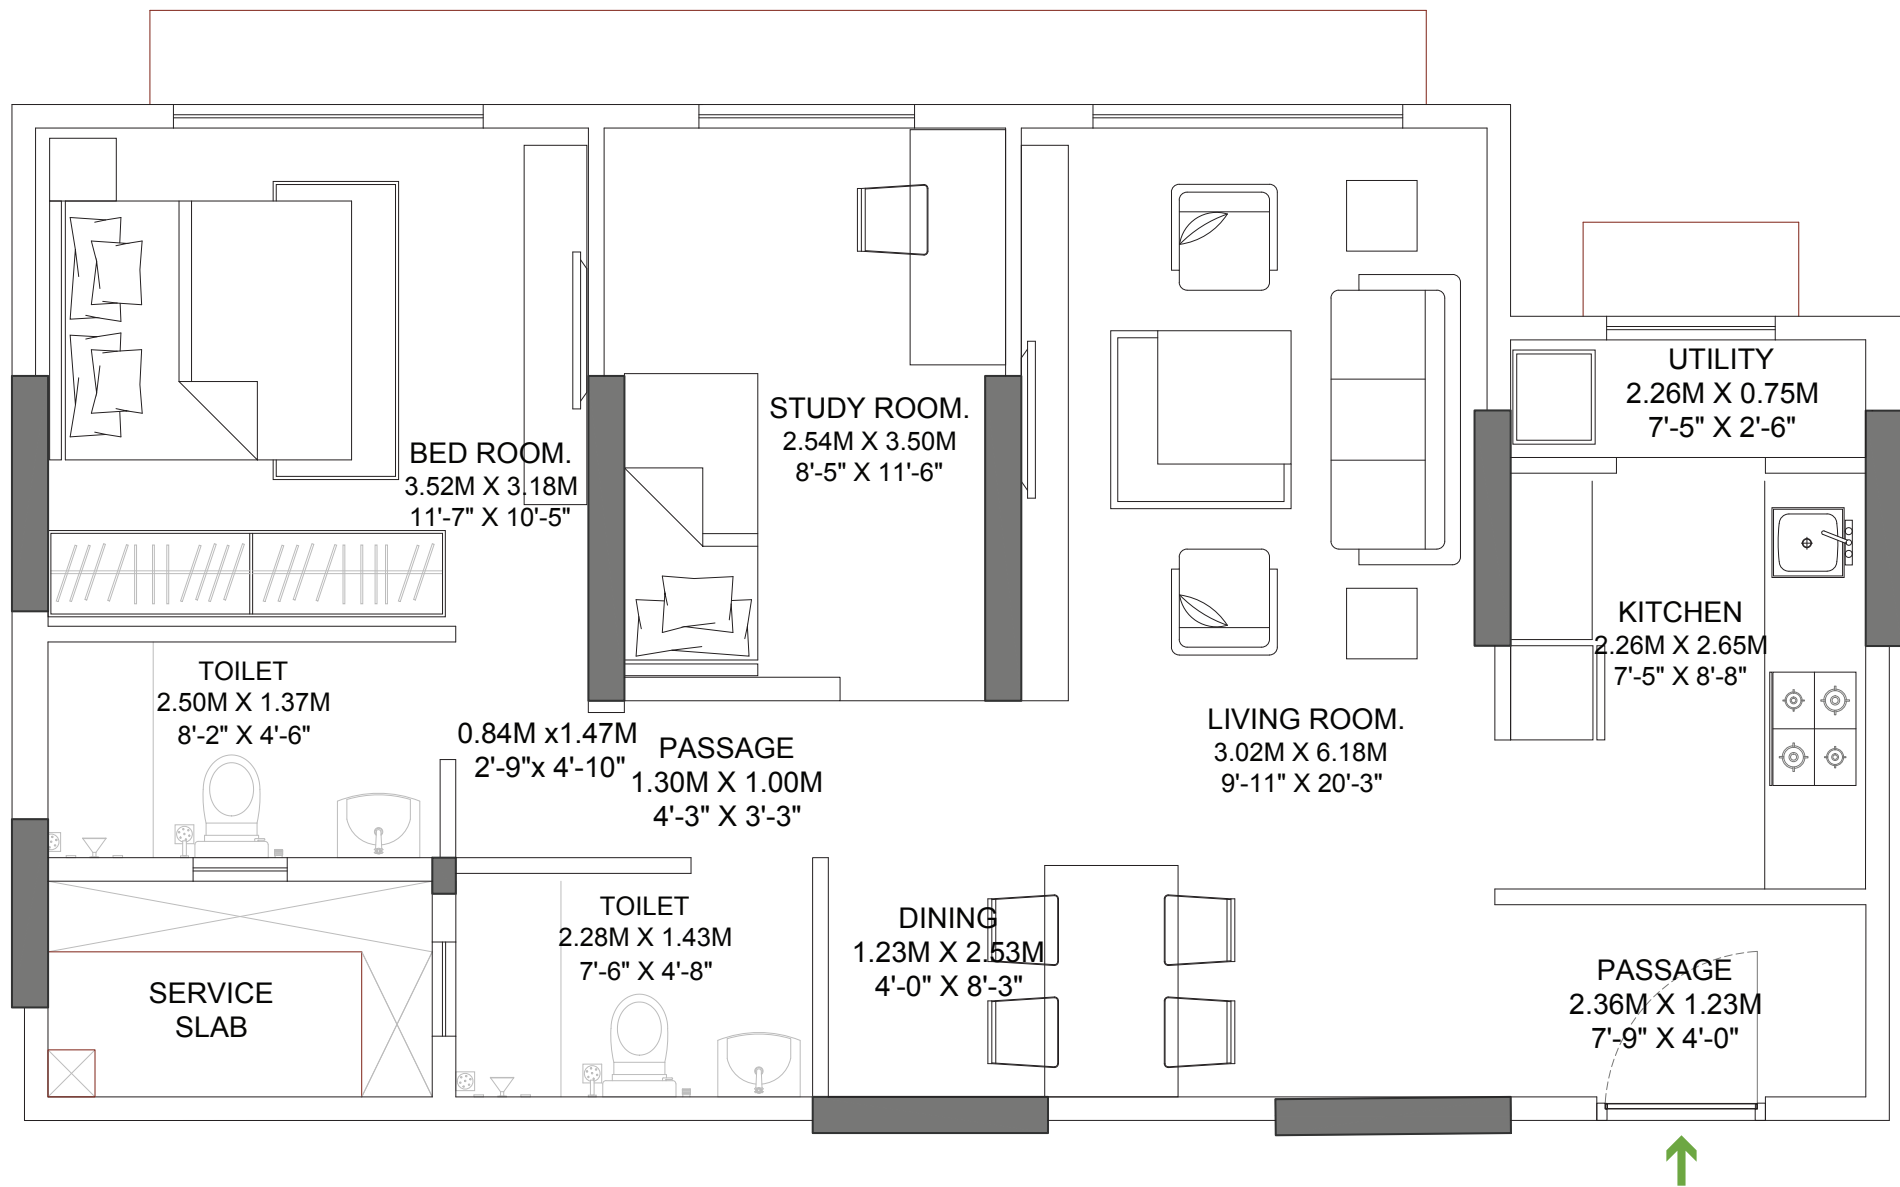 UTILITY
2.26M X 0.75M
7'-5" X 2'-6"
STUDY ROOM.
2.54M X 3.50M
8'-5" X 11'-6"
BED ROOM.
3.52M X 3.18M
11'-7" X 10'-5"
KITCHEN
2.26M X 2.65M
7'-5" X 8'-8"
TOILET
2.50M X 1.37M
8'-2" X 4'-6"
0.84M x1.47M
2'-9"x 4'-10"
PASSAGE
1.30M X 1.00M
4'-3" X 3'-3"
LIVING ROOM.
3.02M X 6.18M
9'-11" X 20'-3"
TOILET
2.28M X 1.43M
7'-6" X 4'-8"
DINING
1.23M X 2.53M
4'-0" X 8'-3"
PASSAGE
2.36M X 1.23M
7'-9" X 4'-0"
SERVICE
SLAB